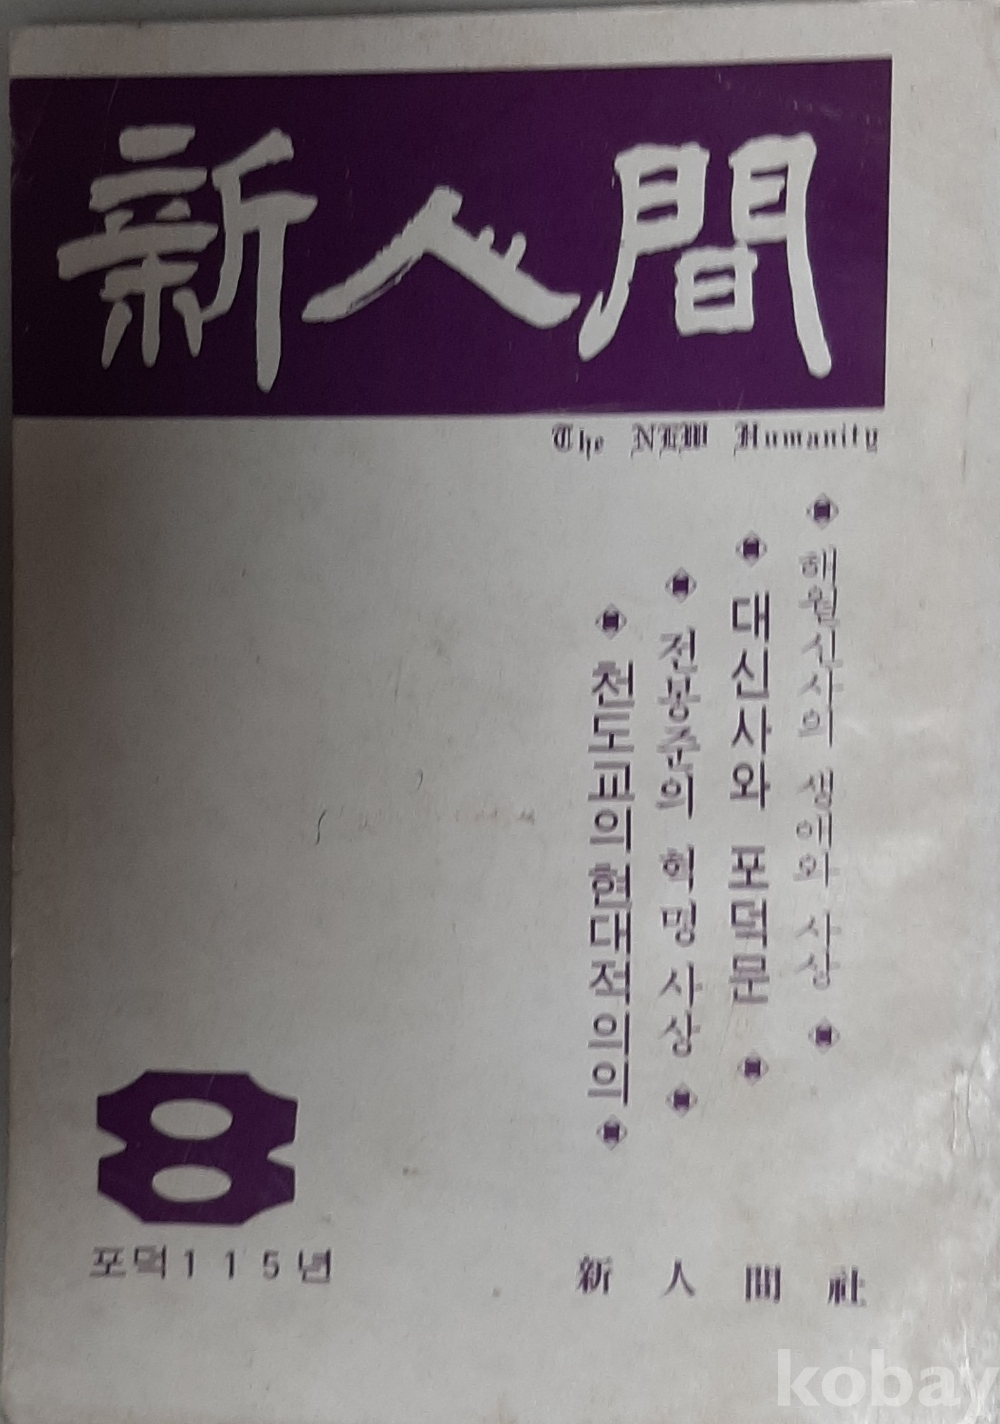 新人間
The NEW Humanity
해월신사의 생애와 사상
대신사와 포덕문
전봉준의 혁명사상
천도교의현대적의의
8
포덕115년
新人間社
kobay